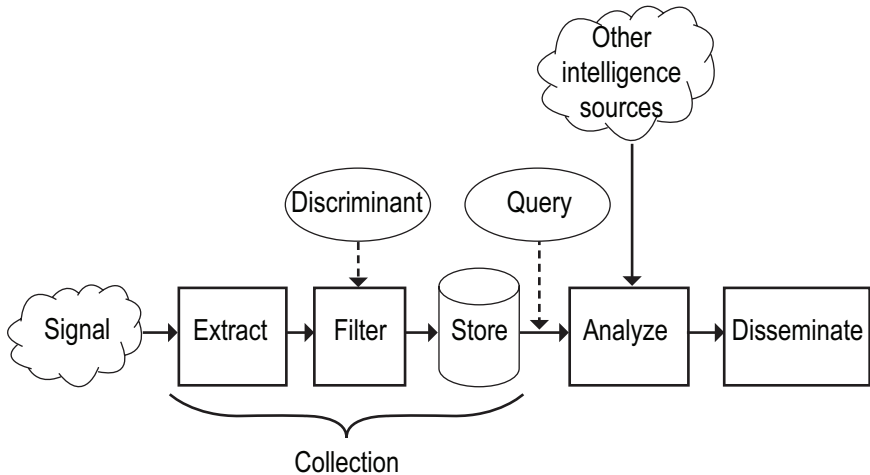 Other
intelligence
sources
Discriminant
Query
Signal
Extract
Filter
Store
Analyze
Disseminate
Collection